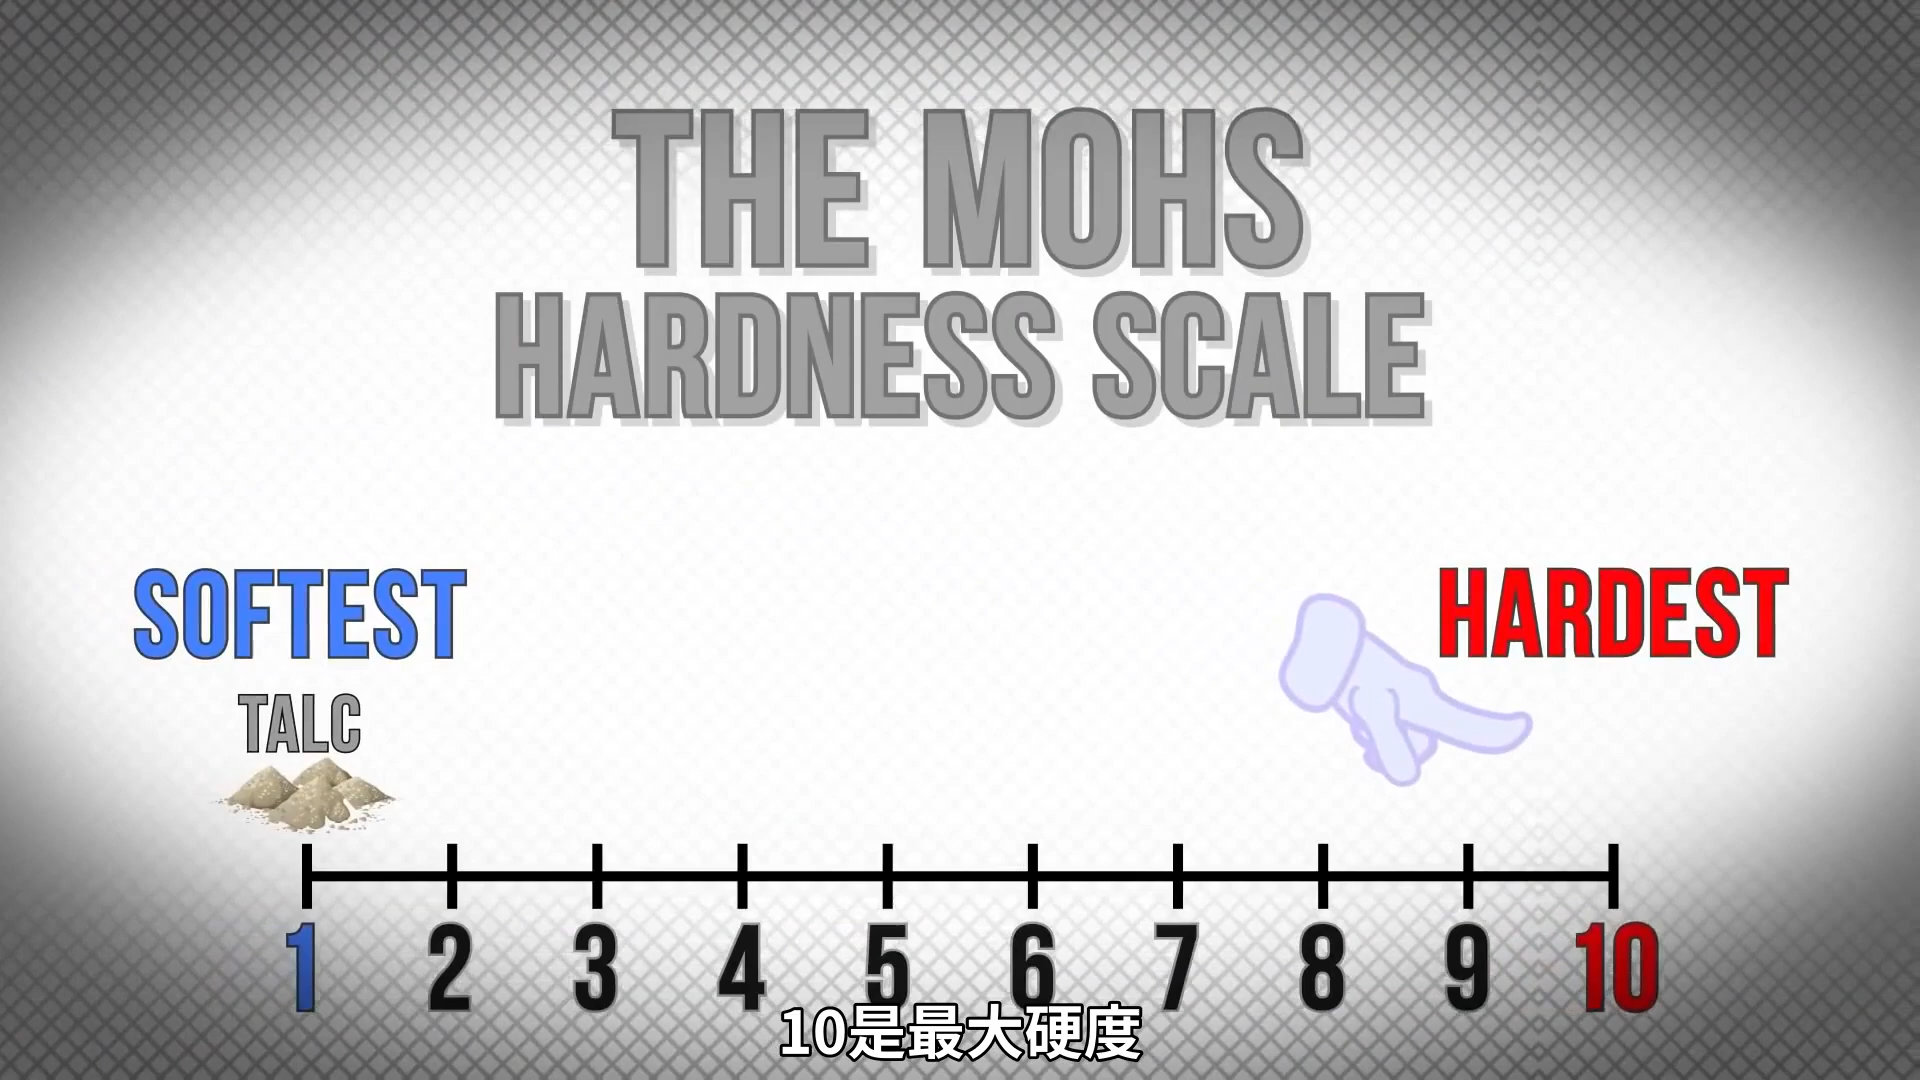 THE MOHS
HARDNESS SCALE
SOFTEST
HARDEST
TALC
1 2 3 4 5 6 7 8 9 10
10是最大硬度